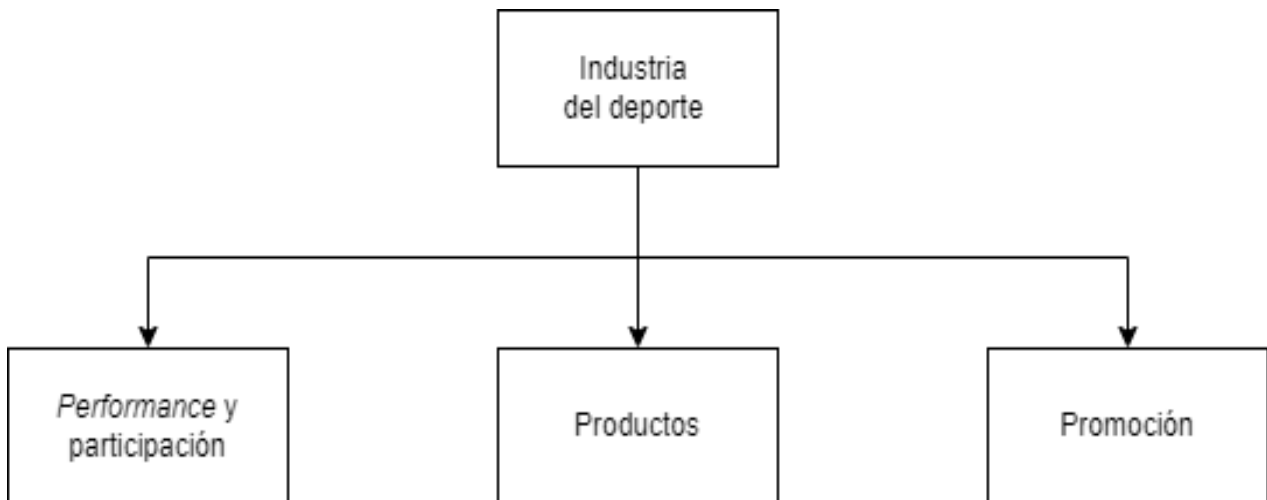 Industria
del deporte
Performance y
participación
Productos
Promoción